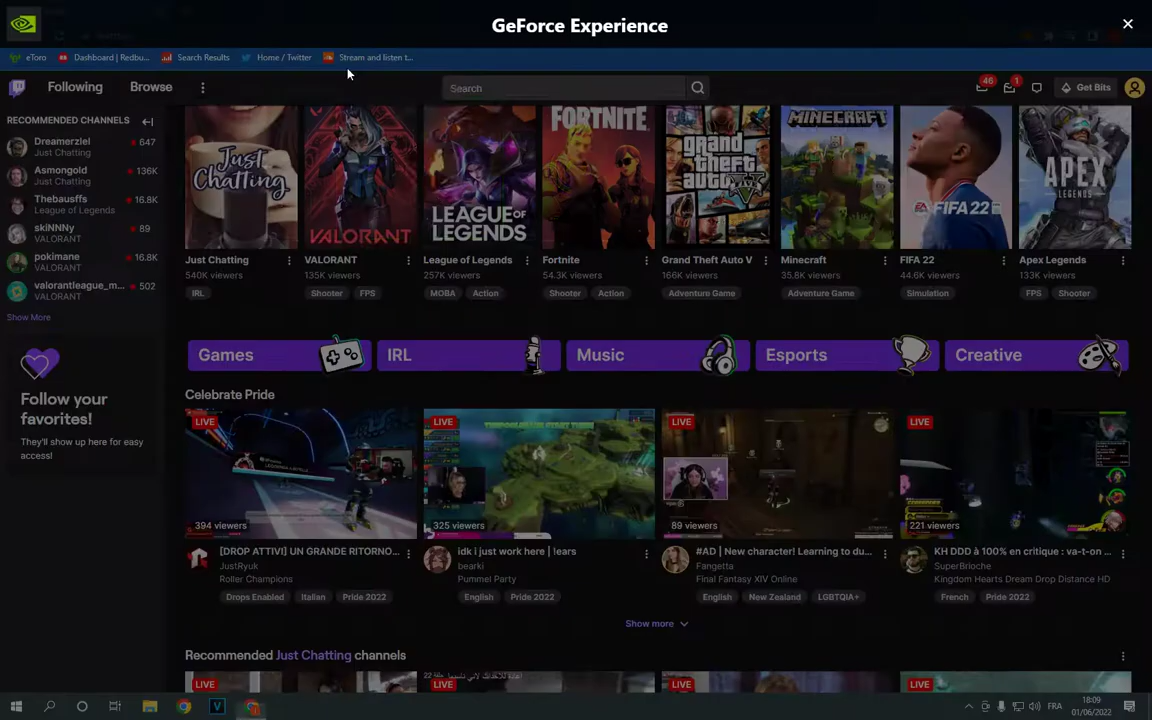 GeForce Experience
eToro
Dashboard | Redbu...
Search Results
Home / Twitter
Stream and listen t...
Following
Browse
Search
46
1
Get Bits
RECOMMENDED CHANNELS
Dreamerziel
647
Just Chatting
Asmongold
136K
Just Chatting
Thebausffs
16.8K
League of Legends
skiNNNy
89
VALORANT
pokimane
16.8K
VALORANT
valorantleague_m...
502
VALORANT
Show More
Follow your
favorites!
They'll show up here for easy
access!
Just
Chatting
VALORANT
LEAGUE OF
LEGENDS
FORTNITE
grand
theft
auto
V
MINECRAFT
EA SPORTS
FIFA 22
APEX
LEGENDS
Just Chatting
540K viewers
IRL
VALORANT
135K viewers
Shooter
FPS
League of Legends
257K viewers
MOBA
Action
Fortnite
54.3K viewers
Shooter
Action
Grand Theft Auto V
166K viewers
Adventure Game
Minecraft
35.8K viewers
Adventure Game
FIFA 22
44.6K viewers
Simulation
Apex Legends
133K viewers
FPS
Shooter
Games
IRL
Music
Esports
Creative
Celebrate Pride
LIVE
394 viewers
[DROP ATTIVI] UN GRANDE RITORNO...
JustRyuk
Roller Champions
Drops Enabled
Italian
Pride 2022
LIVE
325 viewers
idk i just work here | !ears
bearki
Pummel Party
English
Pride 2022
LIVE
89 viewers
#AD | New character! Learning to du...
Fangetta
Final Fantasy XIV Online
English
New Zealand
LGBTQIA+
LIVE
221 viewers
KH DDD à 100% en critique : va-t-on ...
SuperBrioche
Kingdom Hearts Dream Drop Distance HD
French
Pride 2022
Show more
Recommended Just Chatting channels
LIVE
LIVE
LIVE
LIVE
FRA
18:09
01/06/2022